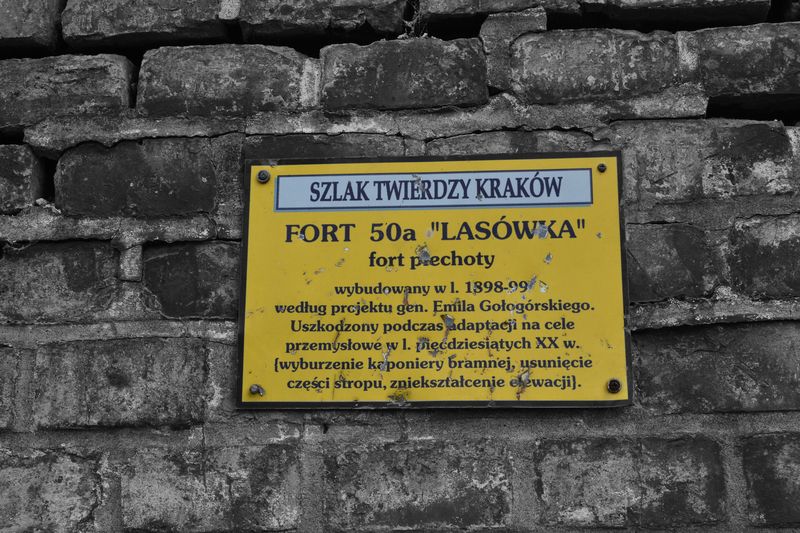 SZLAK TWIERDZY KRAKÓW
FORT 50a "LASÓWKA"
fort piechoty
wybudowany w l. 1898-99
według projektu gen. Emila Gołogórskiego.
Uszkodzony podczas adaptacji na cele
przemysłowe w l. pięćdziesiątych XX w.
(wyburzenie kaponiery bramnej, usunięcie
części stropu, zniekształcenie elewacji).